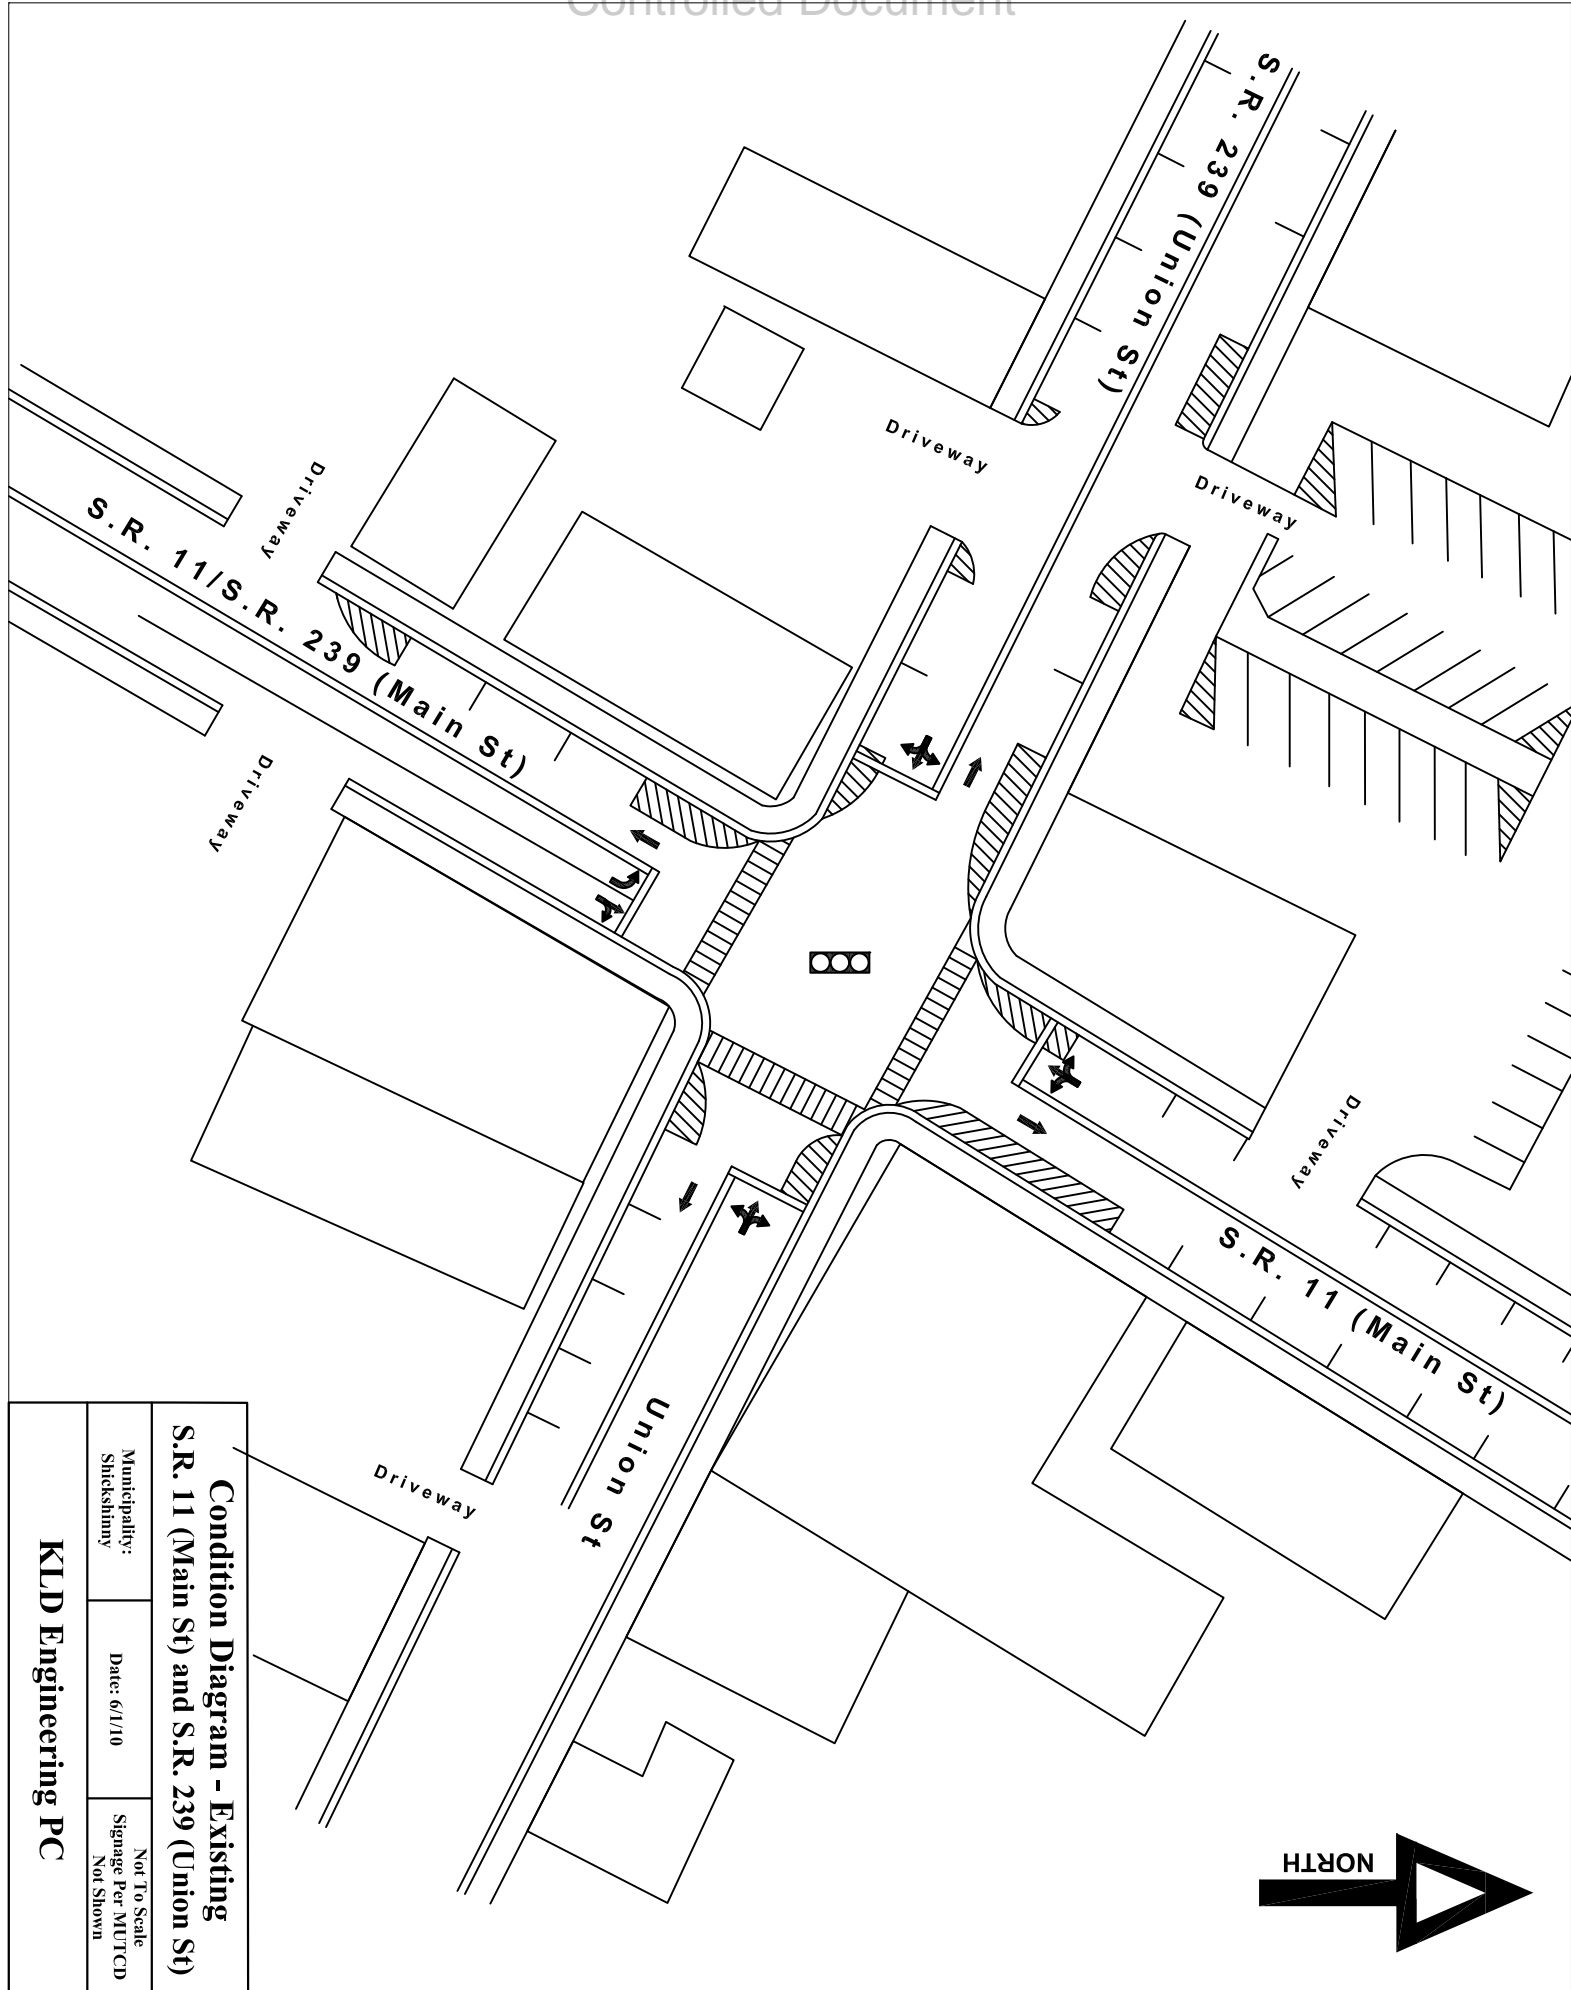 Controlled Document
S.R. 239 (Union St)
Driveway
Driveway
Driveway
S.R. 11/S.R. 239 (Main St)
Driveway
Driveway
S.R. 11 (Main St)
Union St
Driveway
NORTH
Condition Diagram - Existing
S.R. 11 (Main St) and S.R. 239 (Union St)
Municipality:
Shickshinny
Date: 6/1/10
Not To Scale
Signage Per MUTCD
Not Shown
KLD Engineering PC